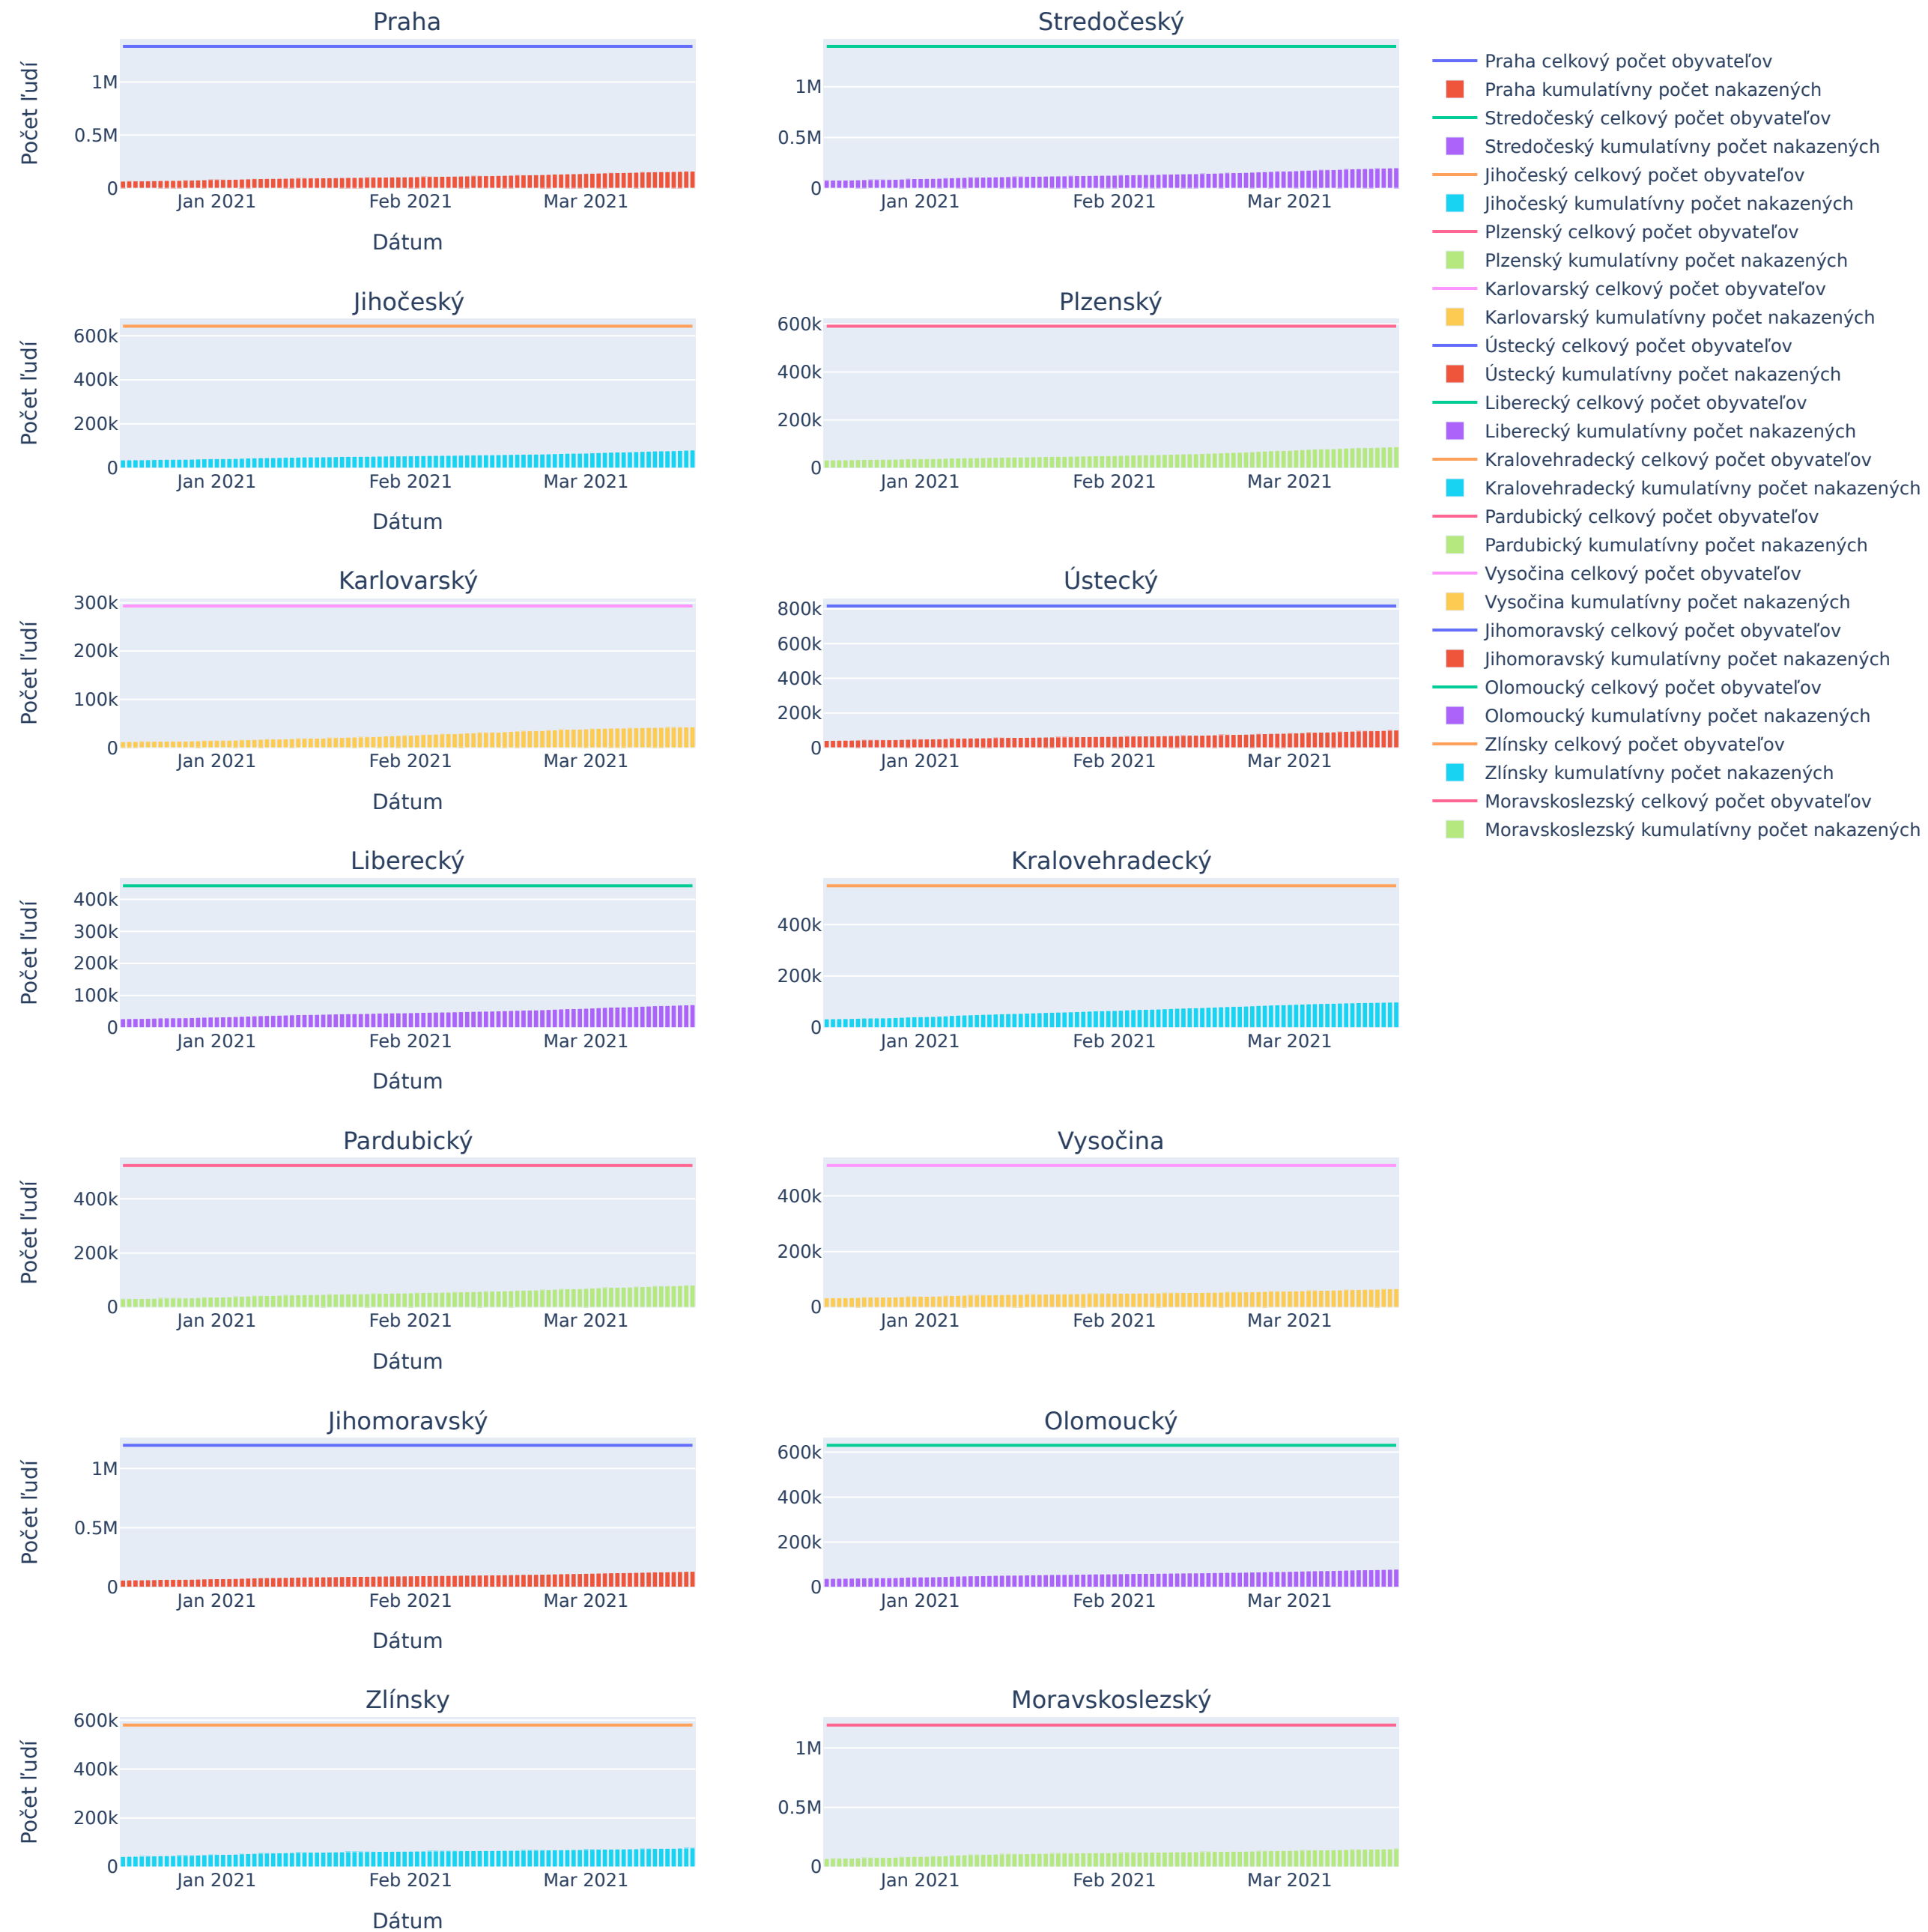 Praha
Stredočeský
Počet ľudí
1M
0.5M
0
Jan 2021
Feb 2021
Mar 2021
Dátum
1M
0.5M
0
Jan 2021
Feb 2021
Mar 2021
Praha celkový počet obyvateľov
Praha kumulatívny počet nakazených
Stredočeský celkový počet obyvateľov
Stredočeský kumulatívny počet nakazených
Jihočeský celkový počet obyvateľov
Jihočeský kumulatívny počet nakazených
Plzenský celkový počet obyvateľov
Plzenský kumulatívny počet nakazených
Karlovarský celkový počet obyvateľov
Karlovarský kumulatívny počet nakazených
Ústecký celkový počet obyvateľov
Ústecký kumulatívny počet nakazených
Liberecký celkový počet obyvateľov
Liberecký kumulatívny počet nakazených
Kralovehradecký celkový počet obyvateľov
Kralovehradecký kumulatívny počet nakazených
Pardubický celkový počet obyvateľov
Pardubický kumulatívny počet nakazených
Vysočina celkový počet obyvateľov
Vysočina kumulatívny počet nakazených
Jihomoravský celkový počet obyvateľov
Jihomoravský kumulatívny počet nakazených
Olomoucký celkový počet obyvateľov
Olomoucký kumulatívny počet nakazených
Zlínsky celkový počet obyvateľov
Zlínsky kumulatívny počet nakazených
Moravskoslezský celkový počet obyvateľov
Moravskoslezský kumulatívny počet nakazených
Jihočeský
Plzenský
Počet ľudí
600k
400k
200k
0
Jan 2021
Feb 2021
Mar 2021
Dátum
600k
400k
200k
0
Jan 2021
Feb 2021
Mar 2021
Karlovarský
Ústecký
Počet ľudí
300k
200k
100k
0
Jan 2021
Feb 2021
Mar 2021
Dátum
800k
600k
400k
200k
0
Jan 2021
Feb 2021
Mar 2021
Liberecký
Kralovehradecký
Počet ľudí
400k
300k
200k
100k
0
Jan 2021
Feb 2021
Mar 2021
Dátum
400k
200k
0
Jan 2021
Feb 2021
Mar 2021
Pardubický
Vysočina
Počet ľudí
400k
200k
0
Jan 2021
Feb 2021
Mar 2021
Dátum
400k
200k
0
Jan 2021
Feb 2021
Mar 2021
Jihomoravský
Olomoucký
Počet ľudí
1M
0.5M
0
Jan 2021
Feb 2021
Mar 2021
Dátum
600k
400k
200k
0
Jan 2021
Feb 2021
Mar 2021
Zlínsky
Moravskoslezský
Počet ľudí
600k
400k
200k
0
Jan 2021
Feb 2021
Mar 2021
Dátum
1M
0.5M
0
Jan 2021
Feb 2021
Mar 2021